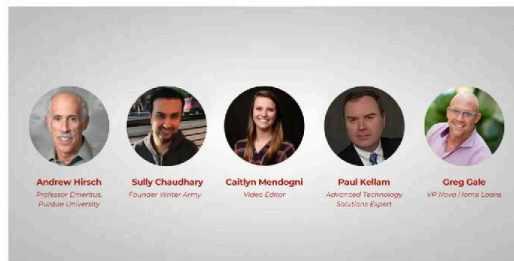 Andrew Hirsch
Professor Emeritus,
Purdue University
Sully Chaudhary
Founder Writer Army
Caitlyn Mendogni
Video Editor
Paul Kellam
Advanced Technology
Solutions Expert
Greg Gale
VP Nova Home Loans